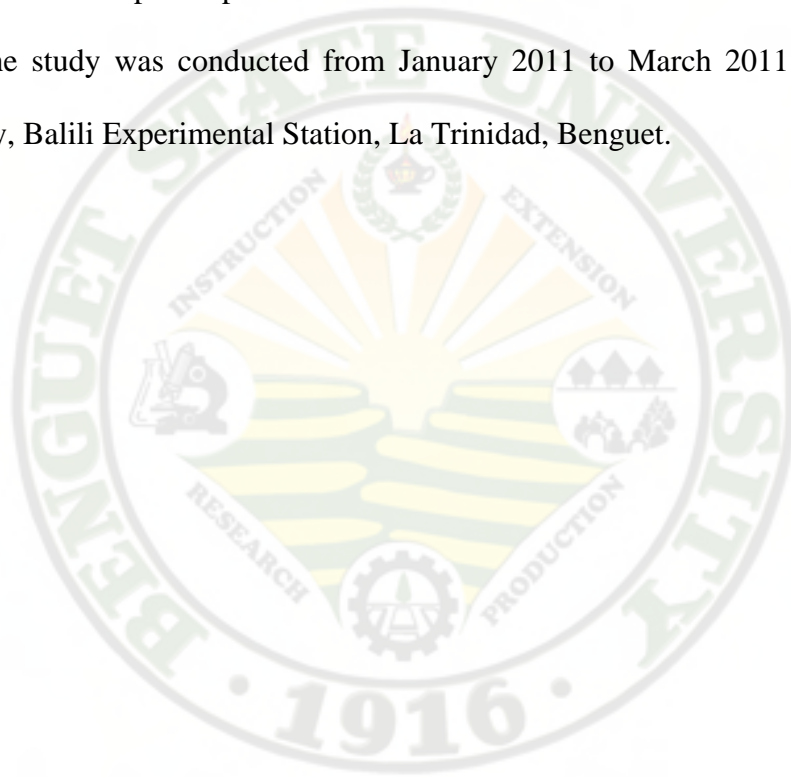 ne study was conducted from January 2011 to March 2011
y, Balili Experimental Station, La Trinidad, Benguet.
BENGUET STATE UNIVERSITY
INSTRUCTION
EXTENSION
RESEARCH
PRODUCTION
• 1916 •